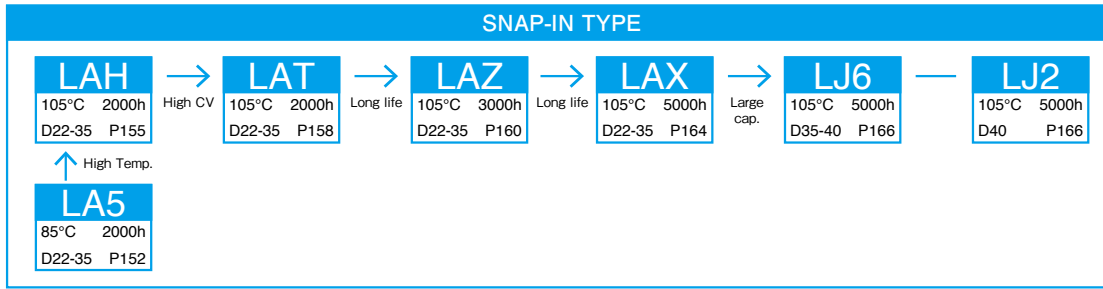 SNAP-IN TYPE
LAH
105°C 2000h
D22-35 P155
High CV
LAT
105°C 2000h
D22-35 P158
Long life
LAZ
105°C 3000h
D22-35 P160
Long life
LAX
105°C 5000h
D22-35 P164
Large
cap.
LJ6
105°C 5000h
D35-40 P166
LJ2
105°C 5000h
D40 P166
High Temp.
LA5
85°C 2000h
D22-35 P152